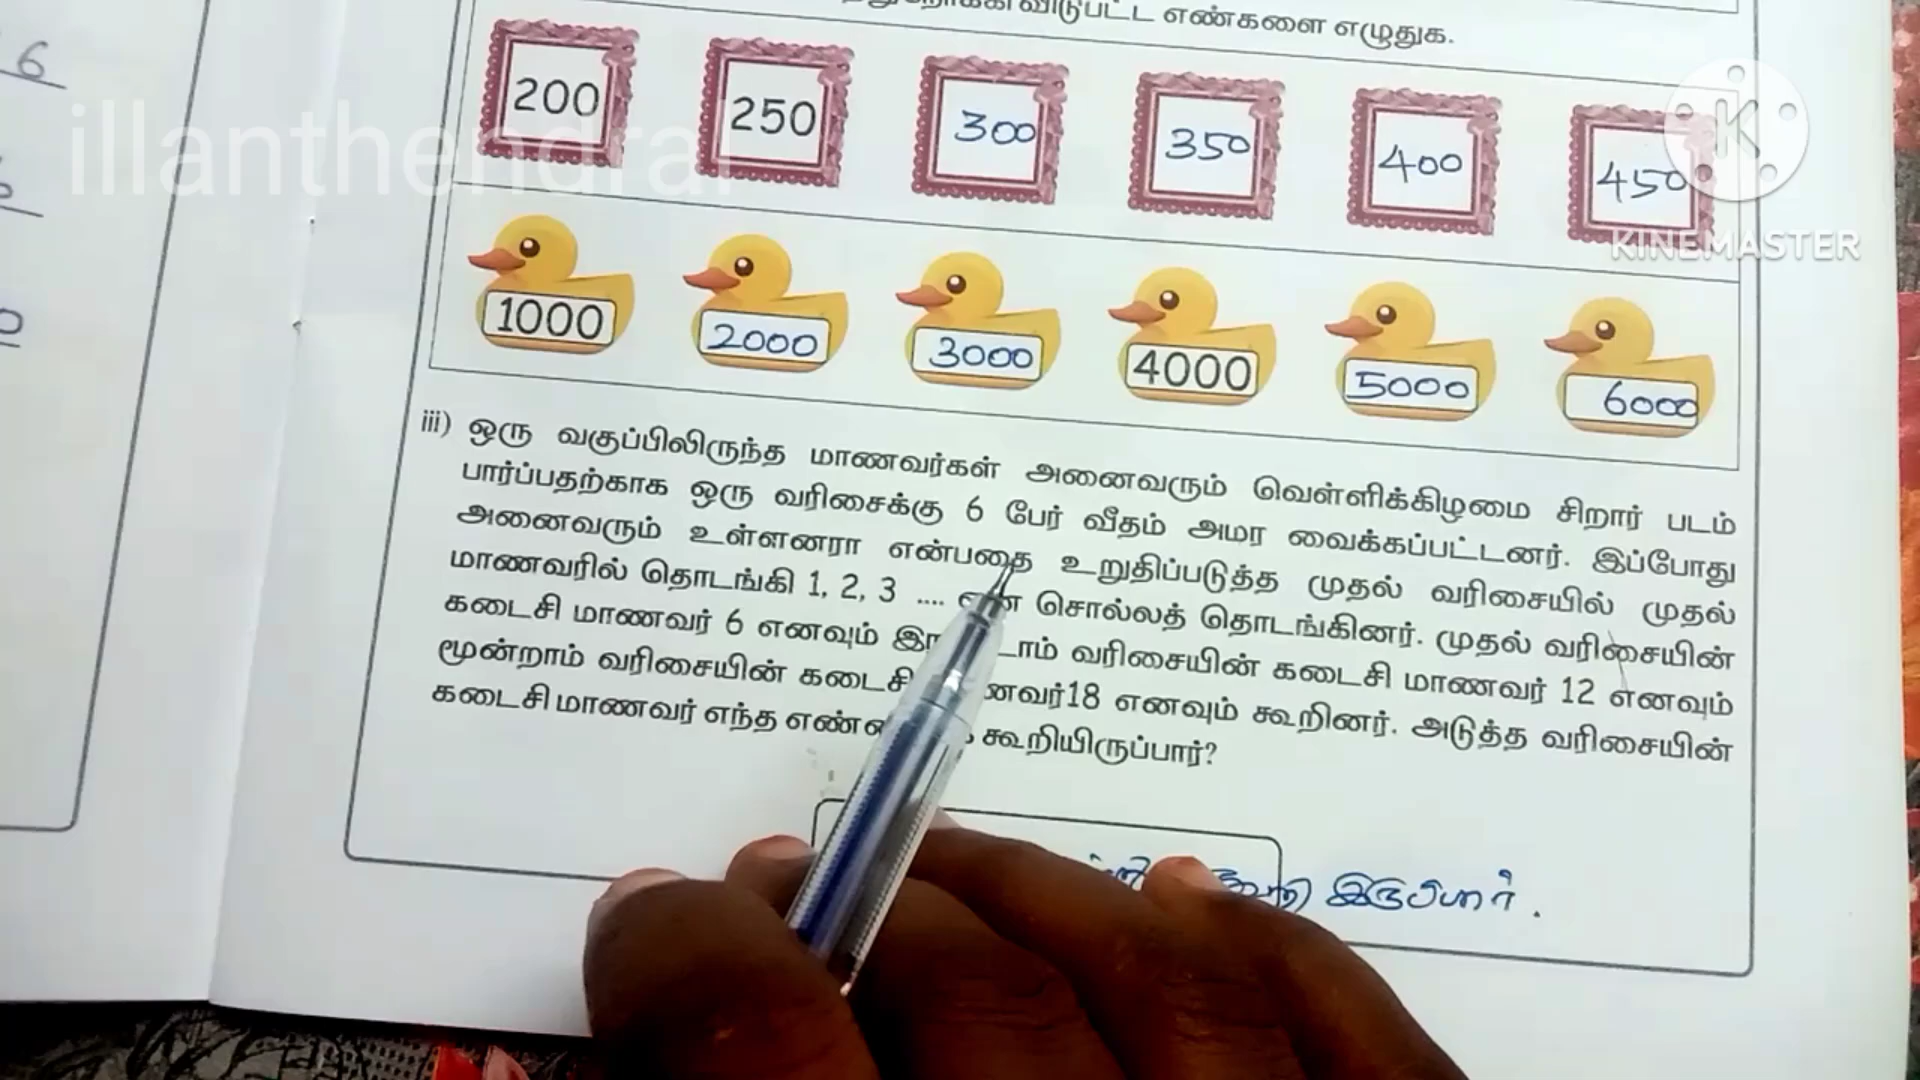 விடுபட்ட எண்களை எழுதுக.
6
illanthendral
200 250 300 350 400 450
KINEMASTER
1000 2000 3000 4000 5000 6000
iii) ஒரு வகுப்பிலிருந்த மாணவர்கள் அனைவரும் வெள்ளிக்கிழமை சிறார் படம்
பார்ப்பதற்காக ஒரு வரிசைக்கு 6 பேர் வீதம் அமர வைக்கப்பட்டனர். இப்போது
அனைவரும் உள்ளனரா என்பதை உறுதிப்படுத்த முதல் வரிசையில் முதல்
மாணவரில் தொடங்கி 1, 2, 3 .... என சொல்லத் தொடங்கினர். முதல் வரிசையின்
கடைசி மாணவர் 6 எனவும் வரிசையின் கடைசி மாணவர் 12 எனவும்
மூன்றாம் வரிசையின் கடைசி 18 எனவும் கூறினர். அடுத்த வரிசையின்
கடைசி மாணவர் எந்த கூறியிருப்பார்?